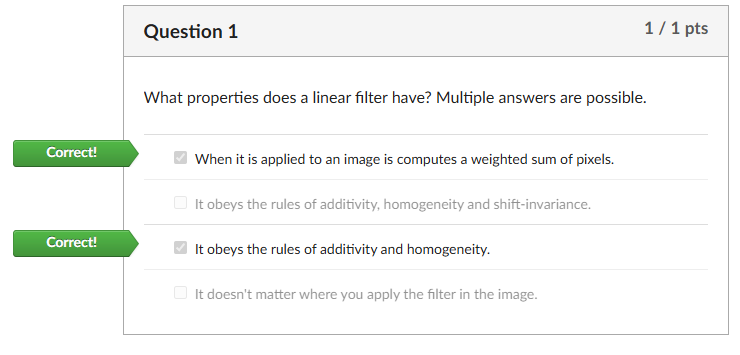 Question 1
1 / 1 pts
What properties does a linear filter have? Multiple answers are possible.
Correct!
When it is applied to an image is computes a weighted sum of pixels.
It obeys the rules of additivity, homogeneity and shift-invariance.
Correct!
It obeys the rules of additivity and homogeneity.
It doesn't matter where you apply the filter in the image.